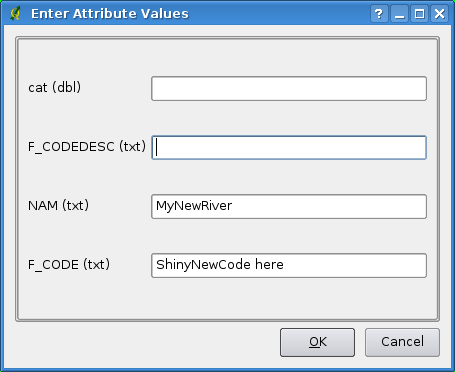 Enter Attribute Values
cat (dbl)
F_CODEDESC (txt)
NAM (txt) MyNewRiver
F_CODE (txt) ShinyNewCode here
OK Cancel